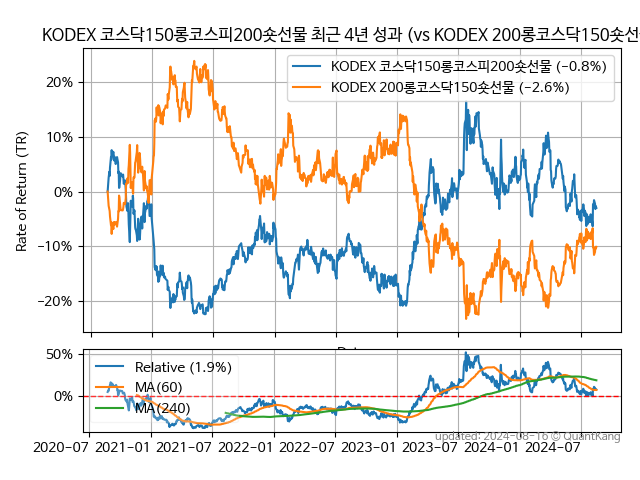 KODEX 코스닥150롱코스피200숏선물 최근 4년 성과 (vs KODEX 200롱코스닥150숏선
KODEX 코스닥150롱코스피200숏선물 (−0.8%)
KODEX 200롱코스닥150숏선물 (−2.6%)
Rate of Return (TR)
20%
10%
0%
−10%
−20%
50%
0%
Relative (1.9%)
MA(60)
MA(240)
updated: 2024-08-16 © QuantKang
2020-07 2021-01 2021-07 2022-01 2022-07 2023-01 2023-07 2024-01 2024-07